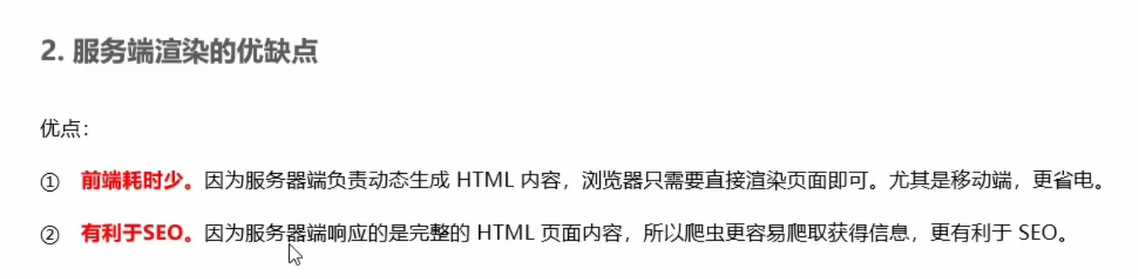 2. 服务端渲染的优缺点
优点：
① 前端耗时少。因为服务器端负责动态生成 HTML 内容，浏览器只需要直接渲染页面即可。尤其是移动端，更省电。
② 有利于SEO。因为服务器端响应的是完整的 HTML 页面内容，所以爬虫更容易爬取获得信息，更有利于 SEO。